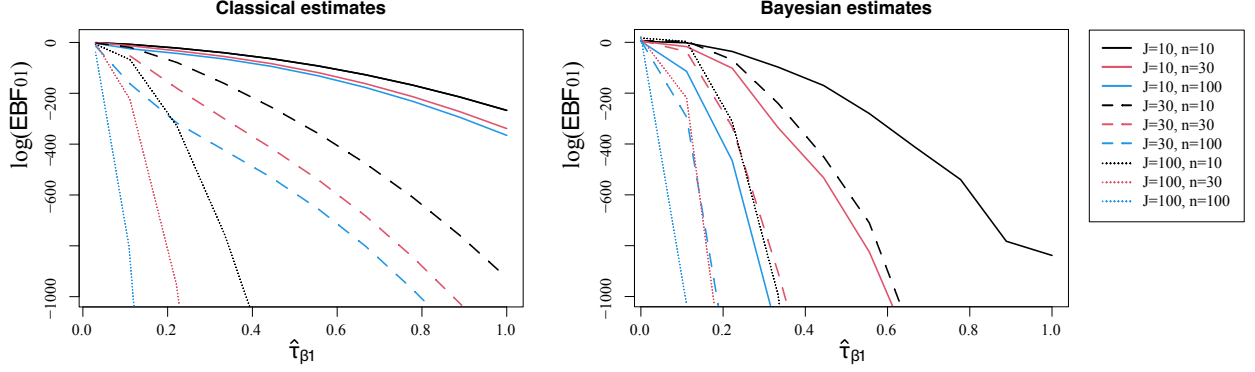 Classical estimates
log(EBF01)
0
−200
−400
−600
−1000
0.0 0.2 0.4 0.6 0.8 1.0
τ̂β1
Bayesian estimates
log(EBF01)
0
−200
−400
−600
−1000
0.0 0.2 0.4 0.6 0.8 1.0
τ̂β1
J=10, n=10
J=10, n=30
J=10, n=100
J=30, n=10
J=30, n=30
J=30, n=100
J=100, n=10
J=100, n=30
J=100, n=100